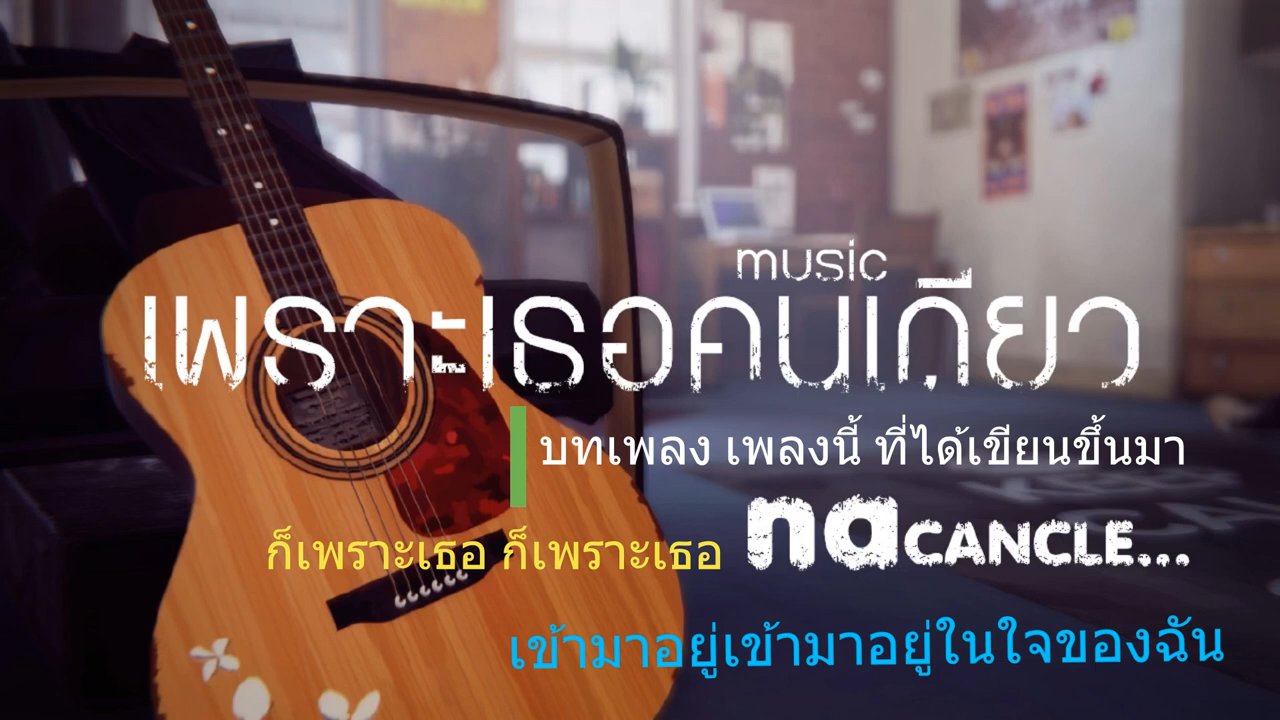 music
เพราะเธอคนเดียว
บทเพลง เพลงนี้ ที่ได้เขียนขึ้นมา
na CANCLE...
ก็เพราะเธอ ก็เพราะเธอ
เข้ามาอยู่เข้ามาอยู่ในใจของฉัน